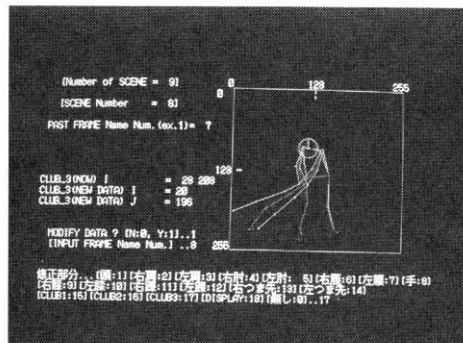 [Number of SCENE = 9]
[SCENE Number = 8]
PAST FRAME Name Num.(ex.1)= 7
CLUB_3(NOW) I = 28 208
CLUB_3(NEW DATA) I = 20
CLUB_3(NEW DATA) J = 196
MODIFY DATA ? [N:0, Y:1]..1
[INPUT FRAME Name Num.] ..8
0 128 255
0
128
255
修正部分...[頭:1][右肩:2][左肩:3][右肘:4][左肘: 5][右腰:6][左腰:7][手:8]
[右膝:9][左膝:10][右踵:11][左踵:12][右つま先:13][左つま先:14]
[CLUB1:15][CLUB2:16][CLUB3:17][DISPLAY:18][無し:0]..17